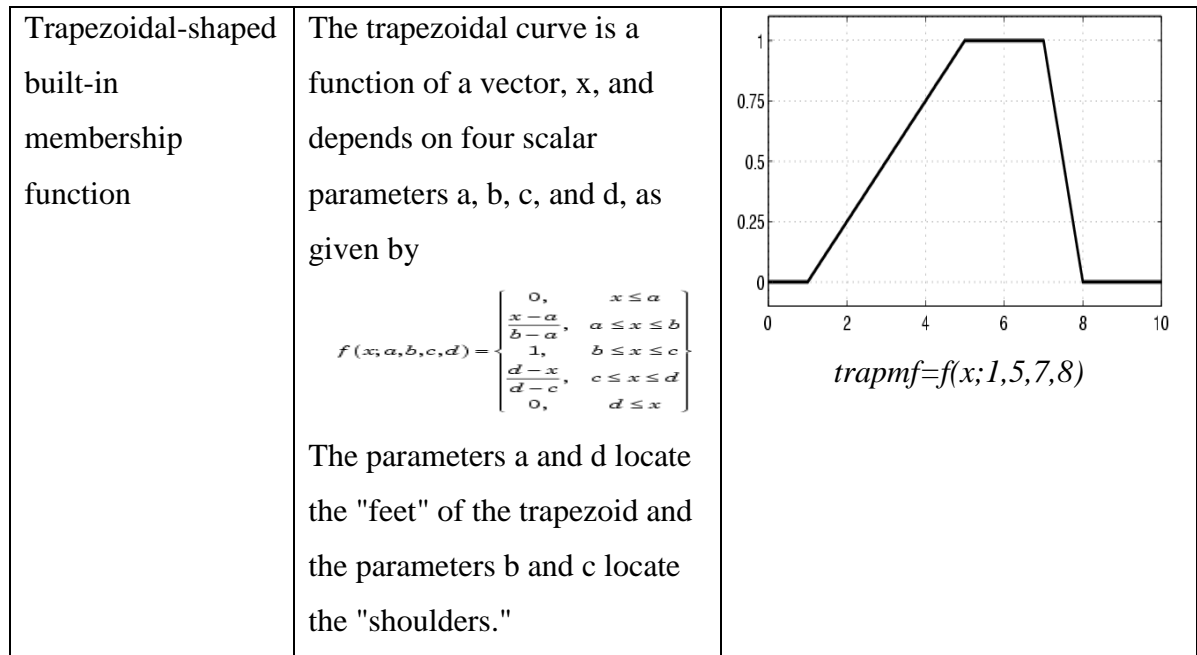 Trapezoidal-shaped
built-in
membership
function
The trapezoidal curve is a
function of a vector, x, and
depends on four scalar
parameters a, b, c, and d, as
given by
f (x; a,b,c,d) = { 0, x ≤ a
x − a / b − a, a ≤ x ≤ b
1, b ≤ x ≤ c
d − x / d − c, c ≤ x ≤ d
0, d ≤ x }
The parameters a and d locate
the "feet" of the trapezoid and
the parameters b and c locate
the "shoulders."
1
0.75
0.5
0.25
0
0 2 4 6 8 10
trapmf=f(x;1,5,7,8)